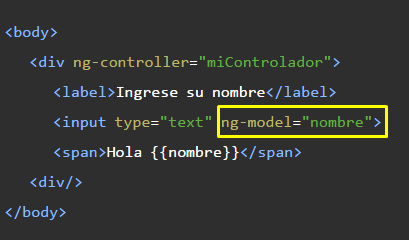 <body>
<div ng-controller="miControlador">
<label>Ingrese su nombre</label>
<input type="text" ng-model="nombre">
<span>Hola {{nombre}}</span>
<div/>
</body>